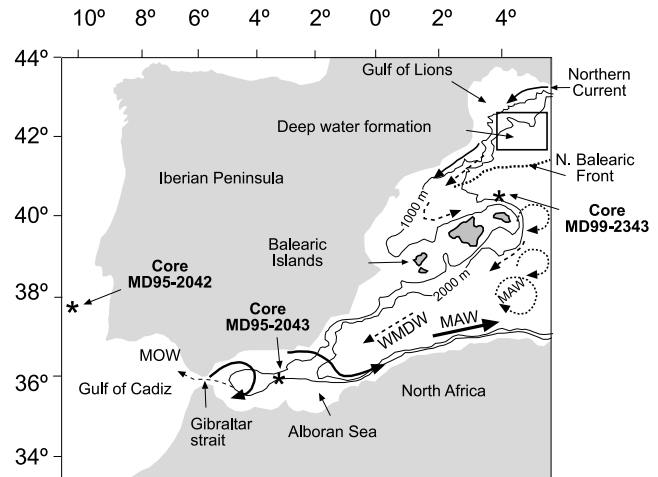 10º 8º 6º 4º 2º 0º 2º 4º
44º
42º
40º
38º
36º
34º
Gulf of Lions
Northern
Current
Deep water formation
N. Balearic
Front
Iberian Peninsula
1000 m
Core
MD99-2343
Balearic
Islands
Core
MD95-2042
2000 m
MAW
Core
MD95-2043
WMDW
MAW
MOW
Gulf of Cadiz
North Africa
Gibraltar
strait
Alboran Sea